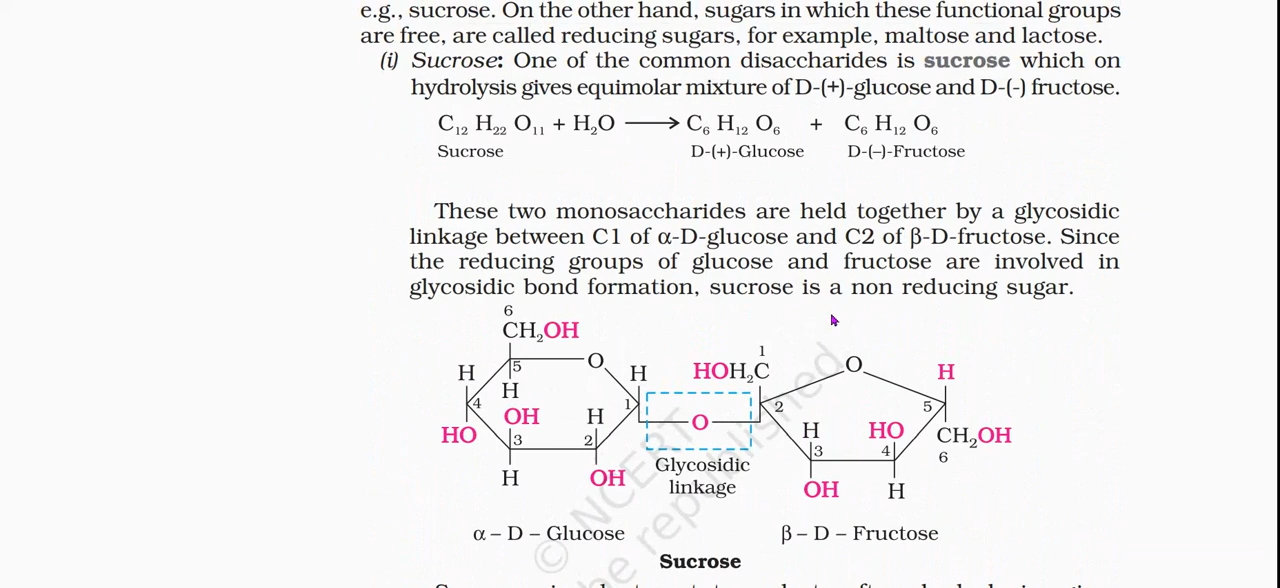 e.g., sucrose. On the other hand, sugars in which these functional groups
are free, are called reducing sugars, for example, maltose and lactose.
(i) Sucrose: One of the common disaccharides is sucrose which on
hydrolysis gives equimolar mixture of D-(+)-glucose and D-(-) fructose.
C₁₂ H₂₂ O₁₁ + H₂O ⟶ C₆ H₁₂ O₆ + C₆ H₁₂ O₆
Sucrose D-(+)-Glucose D-(–)-Fructose
These two monosaccharides are held together by a glycosidic
linkage between C1 of α-D-glucose and C2 of β-D-fructose. Since
the reducing groups of glucose and fructose are involved in
glycosidic bond formation, sucrose is a non reducing sugar.
6
CH₂OH
1
H 5 O H HOH₂C O H
H
4 1 2 5
OH H H HO
HO CH₂OH
3 2 O 3 4 6
Glycosidic
linkage
H OH OH H
α – D – Glucose β – D – Fructose
Sucrose
© NCERT
be republished